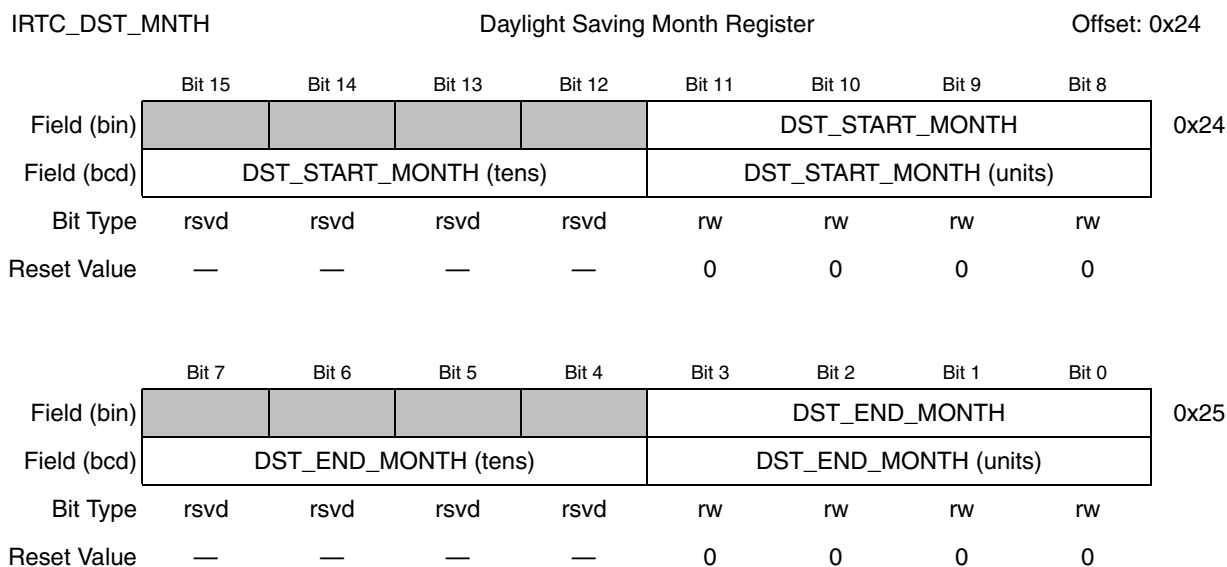 IRTC_DST_MNTH Daylight Saving Month Register Offset: 0x24
Bit 15 Bit 14 Bit 13 Bit 12 Bit 11 Bit 10 Bit 9 Bit 8
Field (bin) DST_START_MONTH 0x24
Field (bcd) DST_START_MONTH (tens) DST_START_MONTH (units)
Bit Type rsvd rsvd rsvd rsvd rw rw rw rw
Reset Value — — — — 0 0 0 0
Bit 7 Bit 6 Bit 5 Bit 4 Bit 3 Bit 2 Bit 1 Bit 0
Field (bin) DST_END_MONTH 0x25
Field (bcd) DST_END_MONTH (tens) DST_END_MONTH (units)
Bit Type rsvd rsvd rsvd rsvd rw rw rw rw
Reset Value — — — — 0 0 0 0